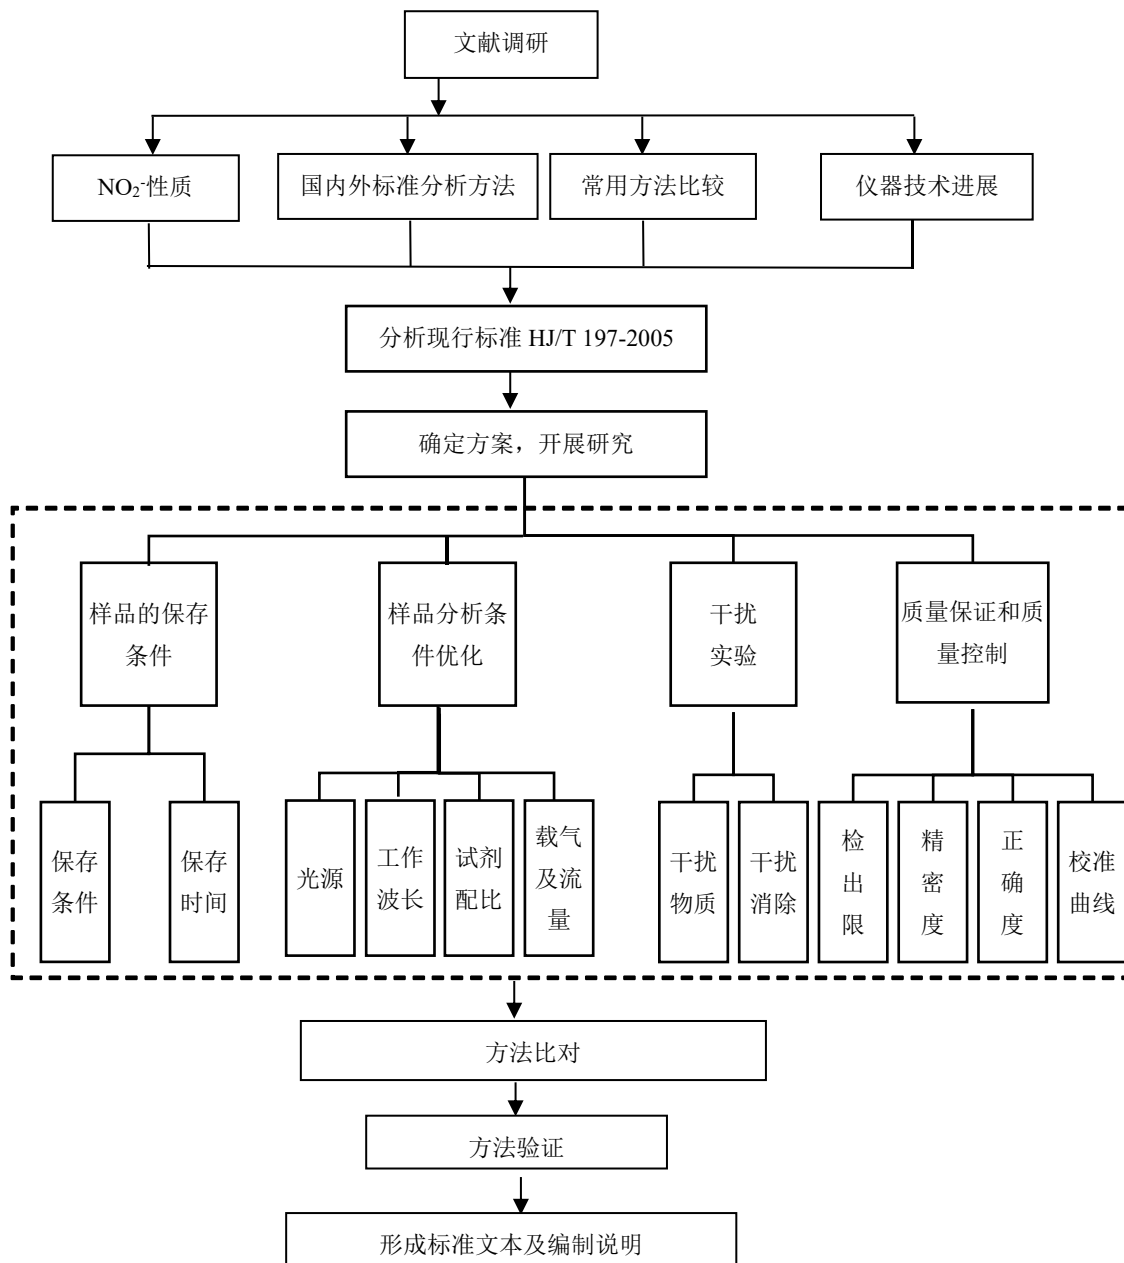 文献调研
NO₂⁻性质
国内外标准分析方法
常用方法比较
仪器技术进展
分析现行标准 HJ/T 197-2005
确定方案，开展研究
样品的保存
条件
样品分析条
件优化
干扰
实验
质量保证和质
量控制
保存
条件
保存
时间
光源
工作
波长
试剂
配比
载气
及流
量
干扰
物质
干扰
消除
检
出
限
精
密
度
正
确
度
校准
曲线
方法比对
方法验证
形成标准文本及编制说明